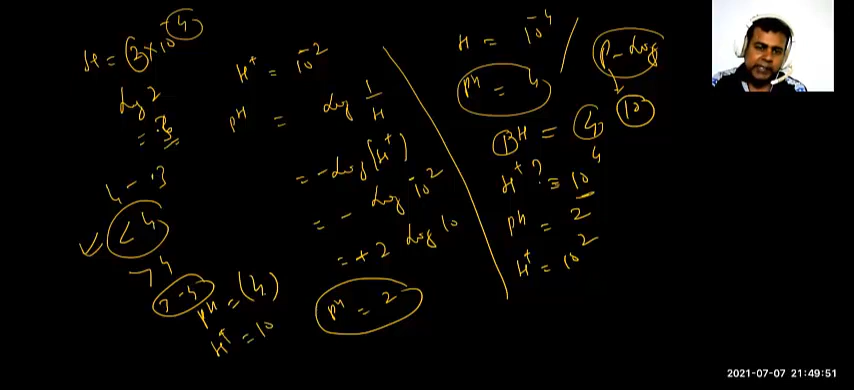 H = 2 × 10⁻⁴
Log 2
= .3
4 - .3
< 4
> 4
3-4
pH = (4)
H⁺ = 10
H⁺ = 10⁻²
pH = Log 1/H
= - Log (H⁺)
= - Log 10⁻²
= + 2 Log 10
pH = 2
H = 10⁻⁴
pH = 4
P - Log
PH = 4
10
H⁺? = 10⁻⁴
pH = 2
H⁺ = 10⁻²
2021-07-07 21:49:51